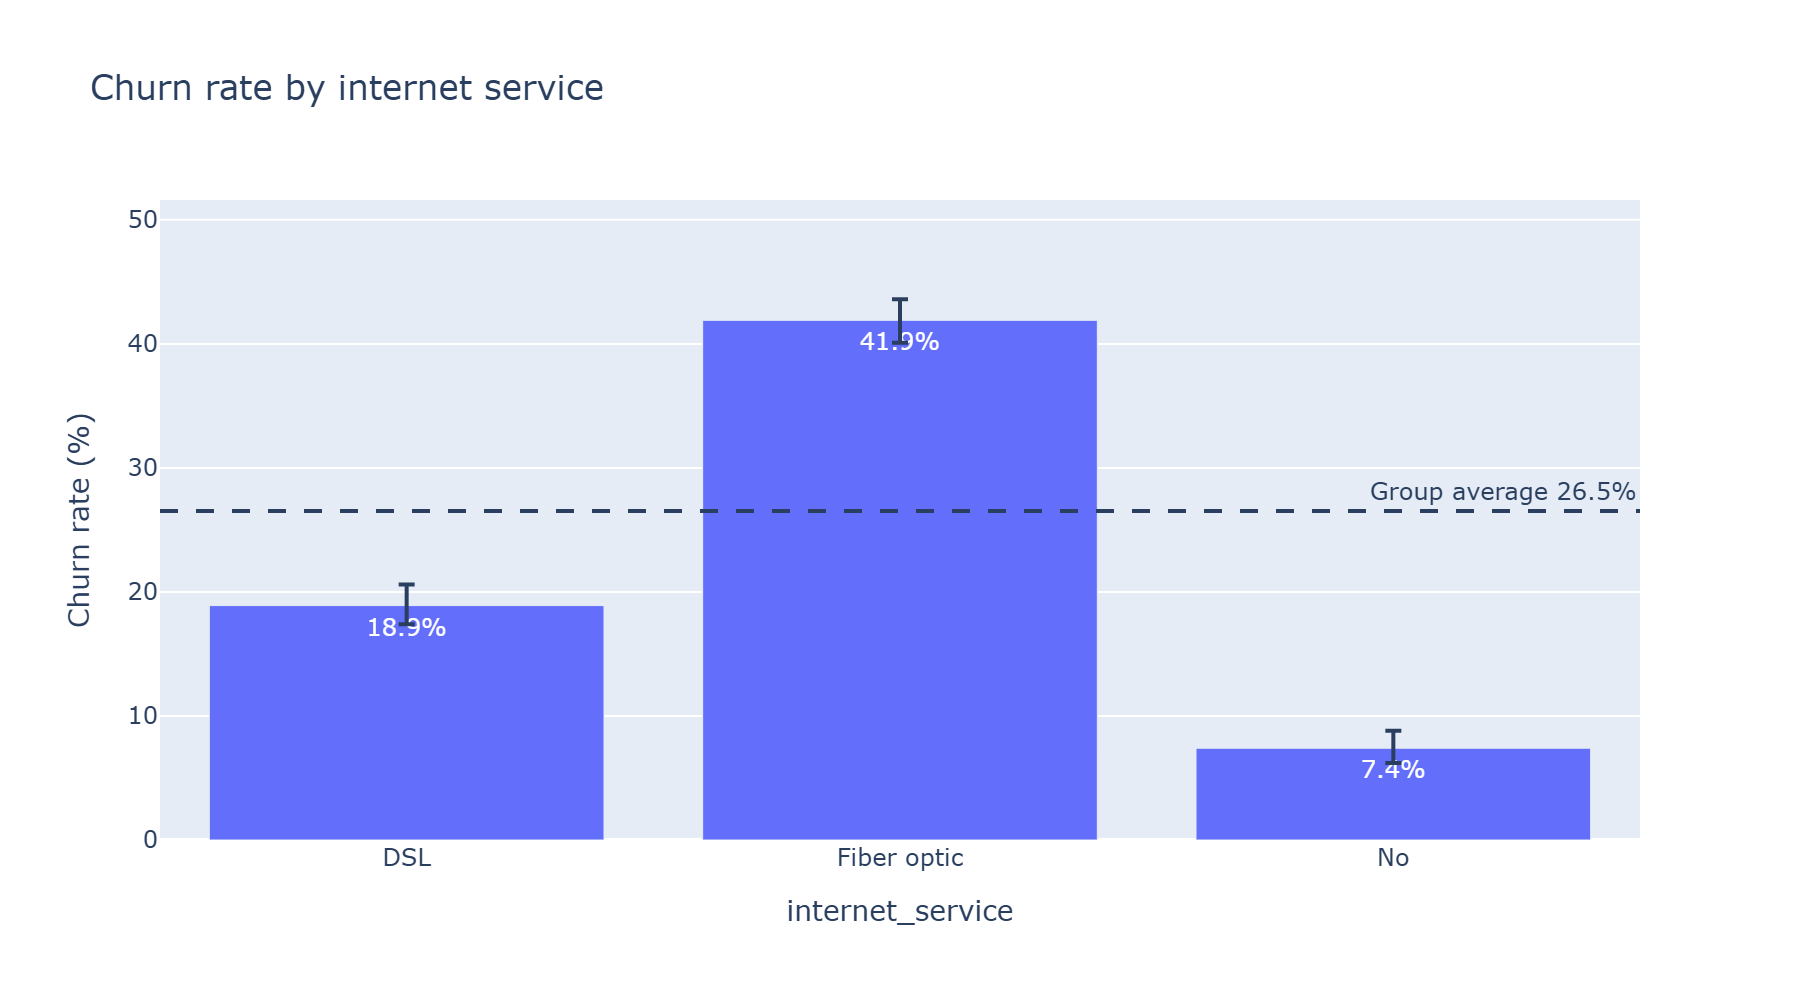 Churn rate by internet service
Churn rate (%)
50
40
30
20
10
0
41.9%
Group average 26.5%
18.9%
7.4%
DSL
Fiber optic
No
internet_service